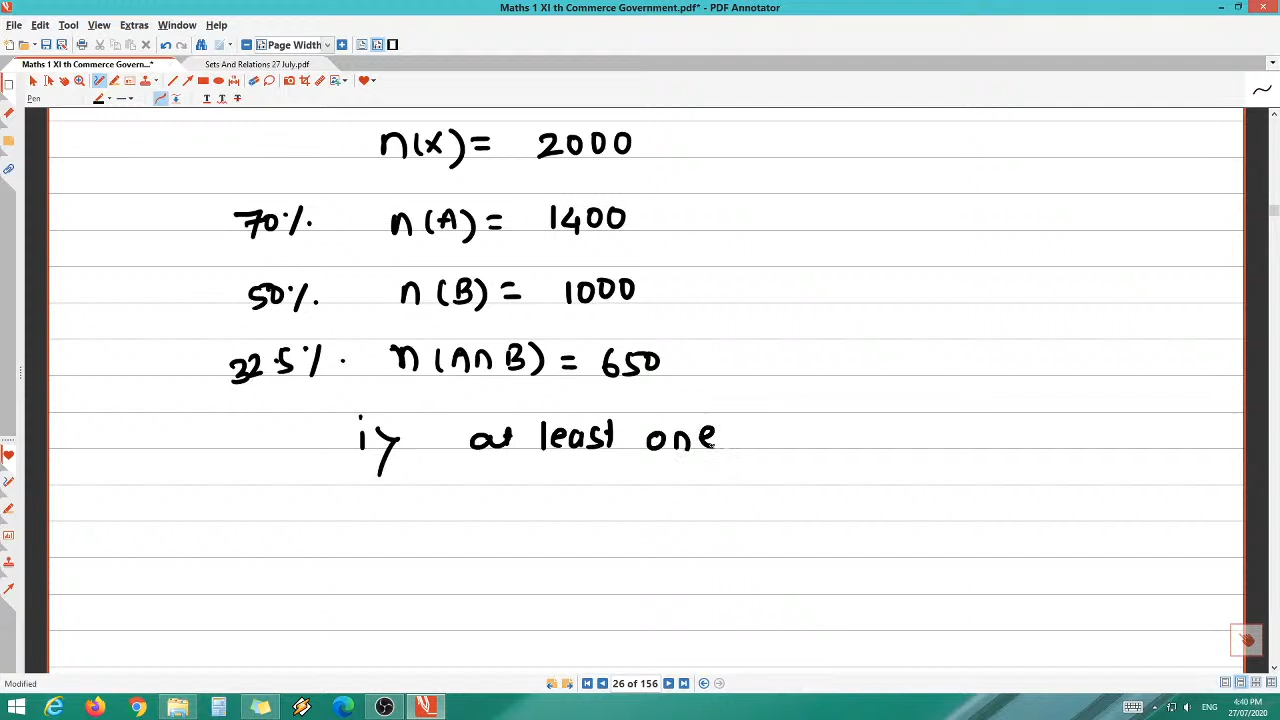 Maths 1 XI th Commerce Government.pdf* - PDF Annotator
File Edit Tool View Extras Window Help
Page Width
Maths 1 XI th Commerce Govern...* Sets And Relations 27 July.pdf
Pen
n(X) = 2000
70%. n(A) = 1400
50%. n(B) = 1000
32.5%. n(A∩B) = 650
i> at least one
Modified 26 of 156
ENG 4:40 PM
27/07/2020